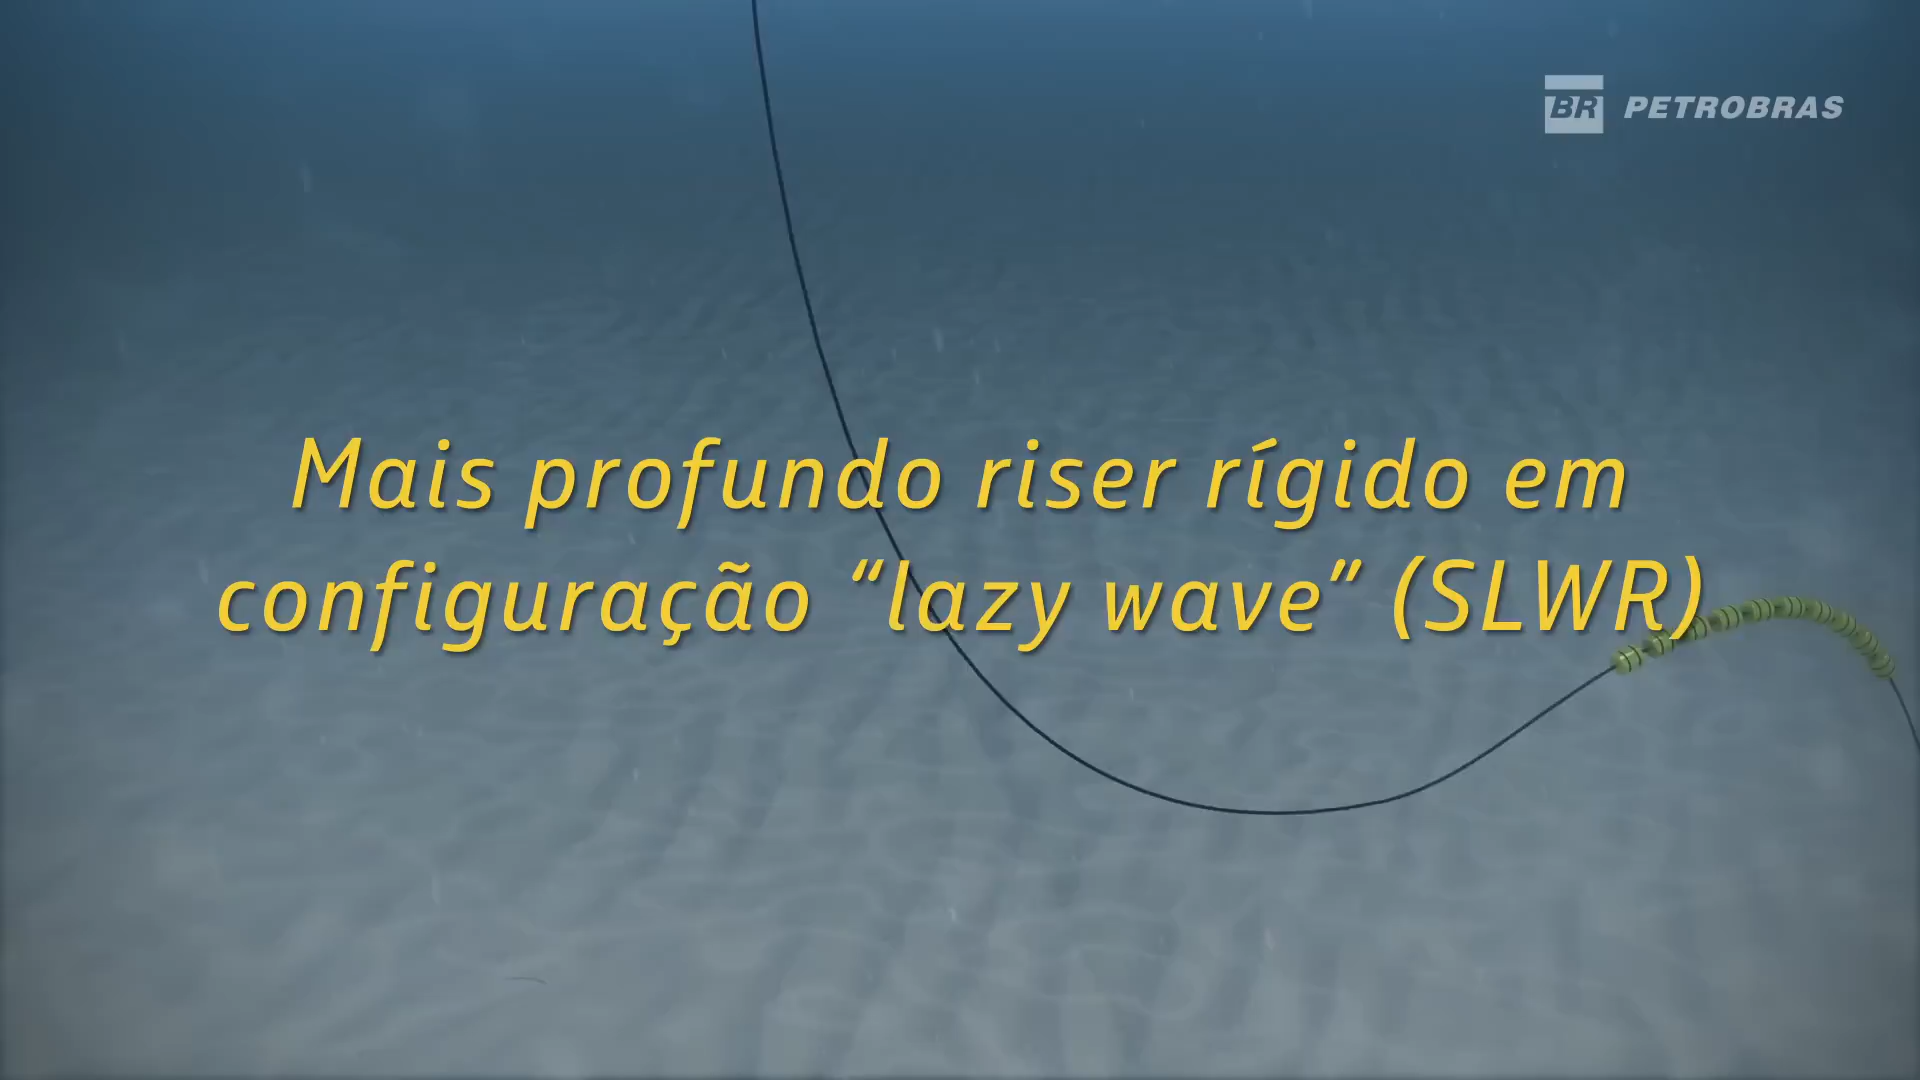 BR PETROBRAS
Mais profundo riser rígido em
configuração “lazy wave” (SLWR)